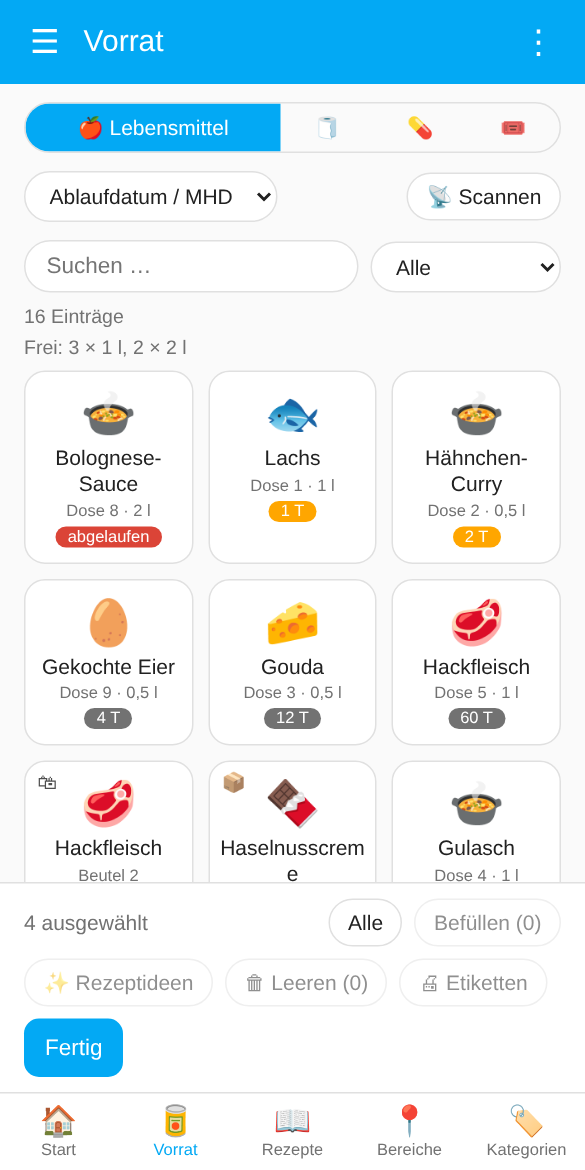 Vorrat
Lebensmittel
Ablaufdatum / MHD
Scannen
Suchen …
Alle
16 Einträge
Frei: 3 × 1 l, 2 × 2 l
Bolognese-
Sauce
Dose 8 · 2 l
abgelaufen
Lachs
Dose 1 · 1 l
1 T
Hähnchen-
Curry
Dose 2 · 0,5 l
2 T
Gekochte Eier
Dose 9 · 0,5 l
4 T
Gouda
Dose 3 · 0,5 l
12 T
Hackfleisch
Dose 5 · 1 l
60 T
Hackfleisch
Beutel 2
Haselnusscrem
e
Gulasch
Dose 4 · 1 l
4 ausgewählt
Alle
Befüllen (0)
Rezeptideen
Leeren (0)
Etiketten
Fertig
Start
Vorrat
Rezepte
Bereiche
Kategorien